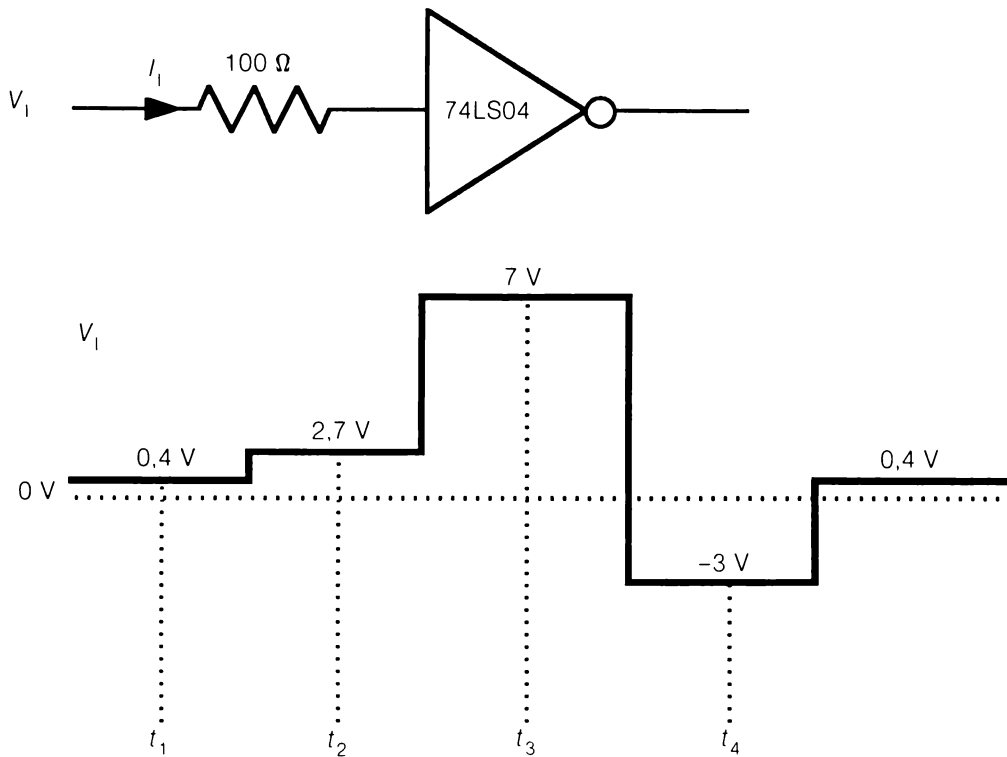 100 Ω
I₁
V₁
74LS04
7 V
V₁
2,7 V
0,4 V
0,4 V
0 V
–3 V
t₁
t₂
t₃
t₄